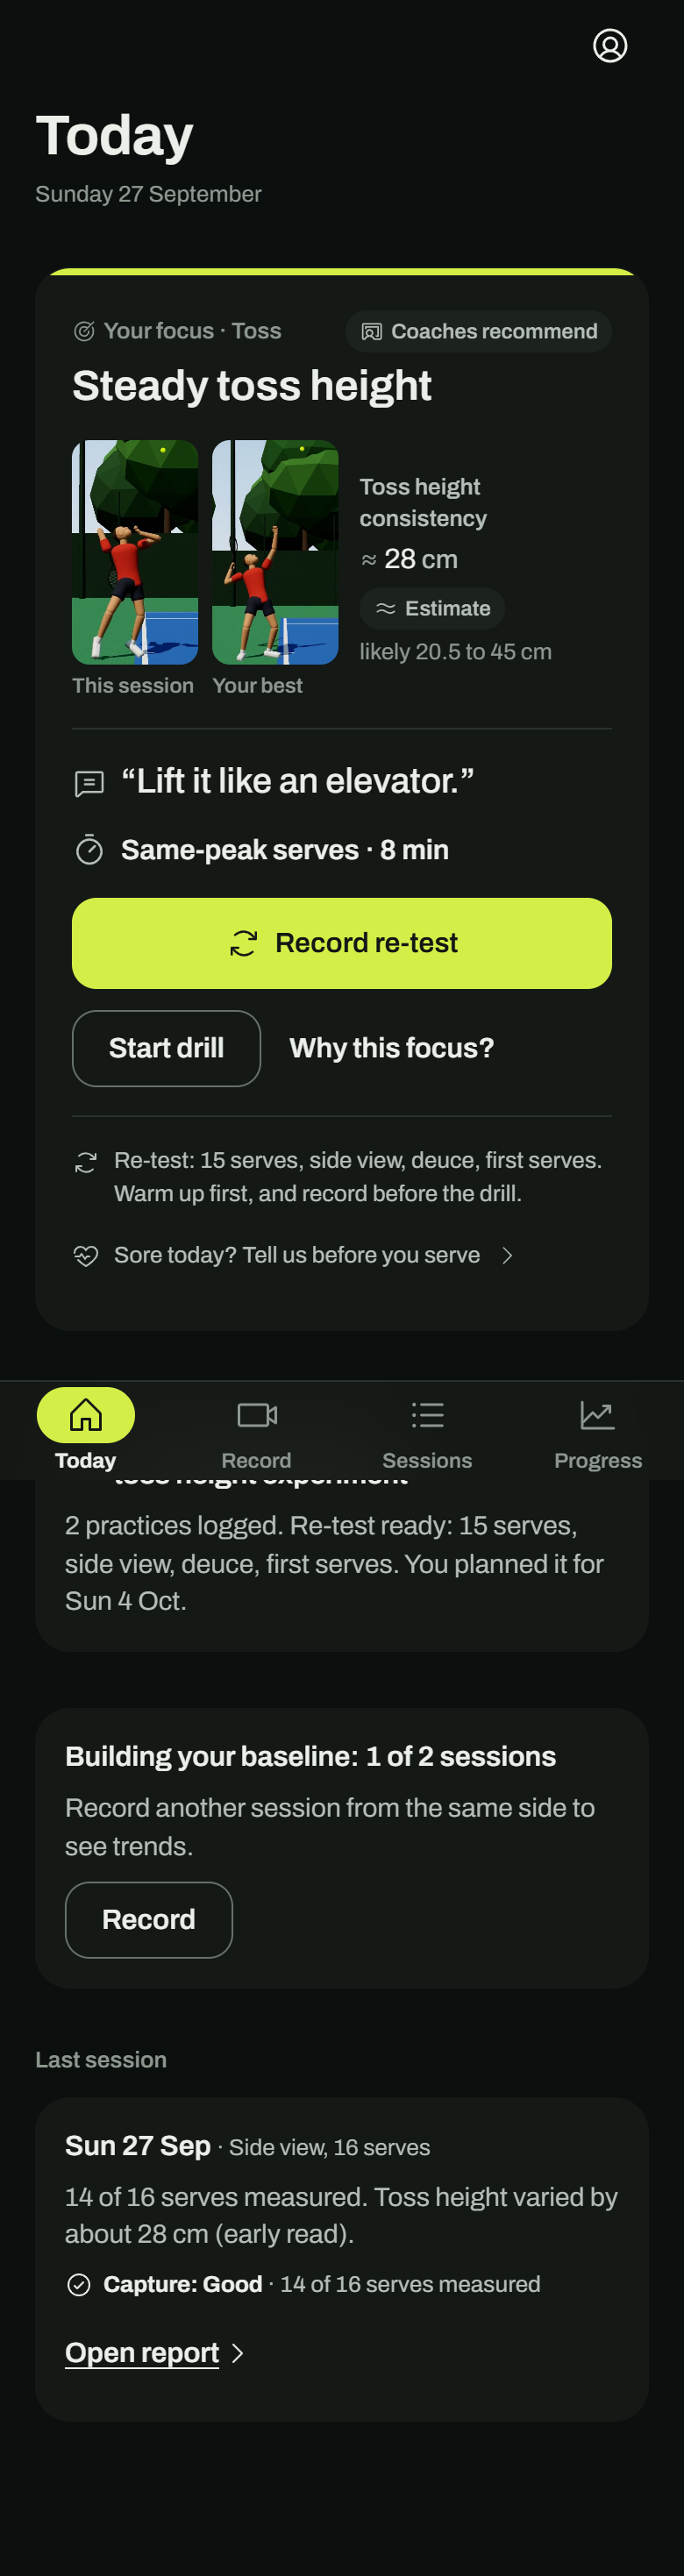 Today
Sunday 27 September
Your focus · Toss
Coaches recommend
Steady toss height
Toss height
consistency
≈ 28 cm
≈ Estimate
likely 20.5 to 45 cm
This session
Your best
“Lift it like an elevator.”
Same-peak serves · 8 min
Record re-test
Start drill
Why this focus?
Re-test: 15 serves, side view, deuce, first serves.
Warm up first, and record before the drill.
Sore today? Tell us before you serve
Today
Record
Sessions
Progress
toss height experiment
2 practices logged. Re-test ready: 15 serves,
side view, deuce, first serves. You planned it for
Sun 4 Oct.
Building your baseline: 1 of 2 sessions
Record another session from the same side to
see trends.
Record
Last session
Sun 27 Sep · Side view, 16 serves
14 of 16 serves measured. Toss height varied by
about 28 cm (early read).
Capture: Good · 14 of 16 serves measured
Open report